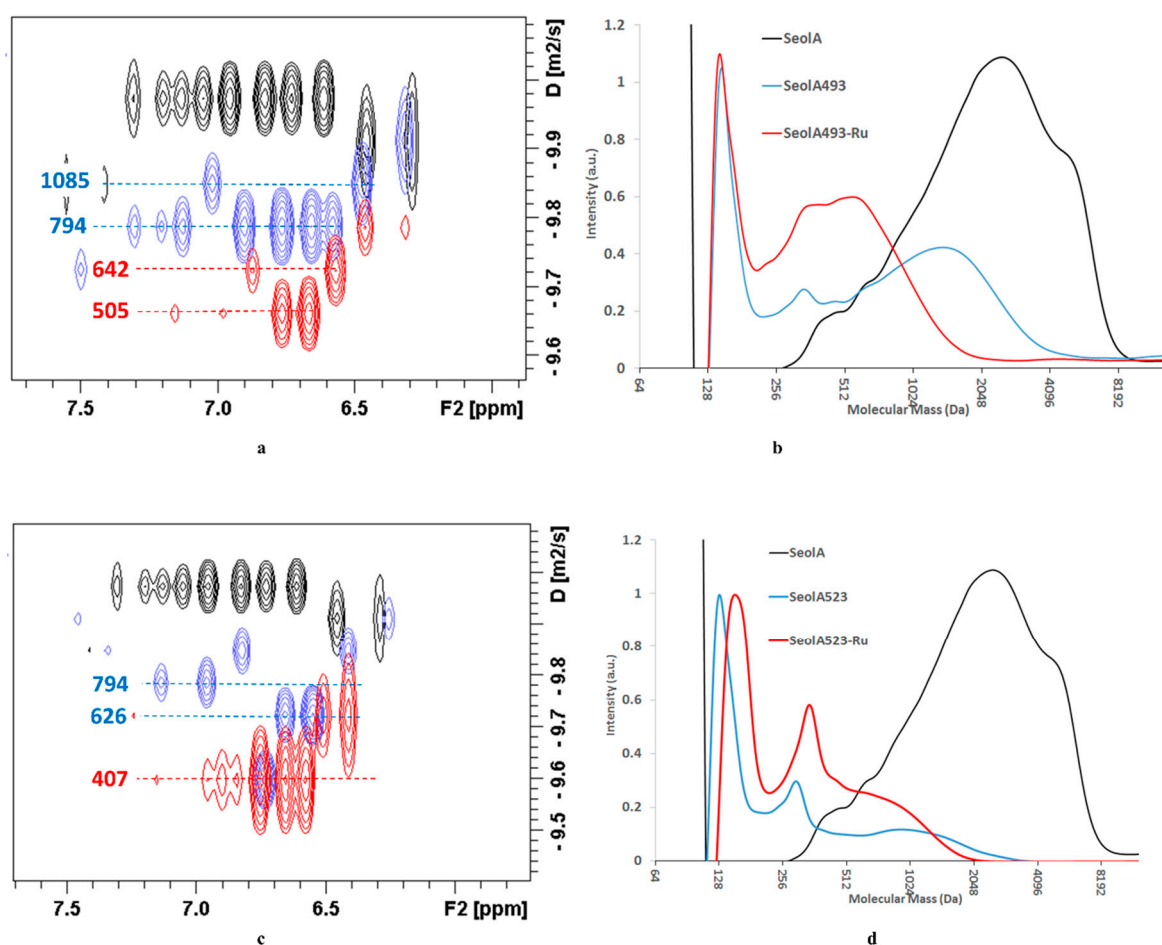 D [m2/s]
- 9.9
- 9.8
- 9.7
- 9.6
1085
794
642
505
7.5
7.0
6.5
F2 [ppm]
a
1.2
1
0.8
0.6
0.4
0.2
0
Intensity (a.u.)
SeolA
SeolA493
SeolA493-Ru
64
128
256
512
1024
2048
4096
8192
Molecular Mass (Da)
b
D [m2/s]
- 9.8
- 9.7
- 9.6
- 9.5
794
626
407
7.5
7.0
6.5
F2 [ppm]
c
1.2
1
0.8
0.6
0.4
0.2
0
Intensity (a.u.)
SeolA
SeolA523
SeolA523-Ru
64
128
256
512
1024
2048
4096
8192
Molecular Mass (Da)
d